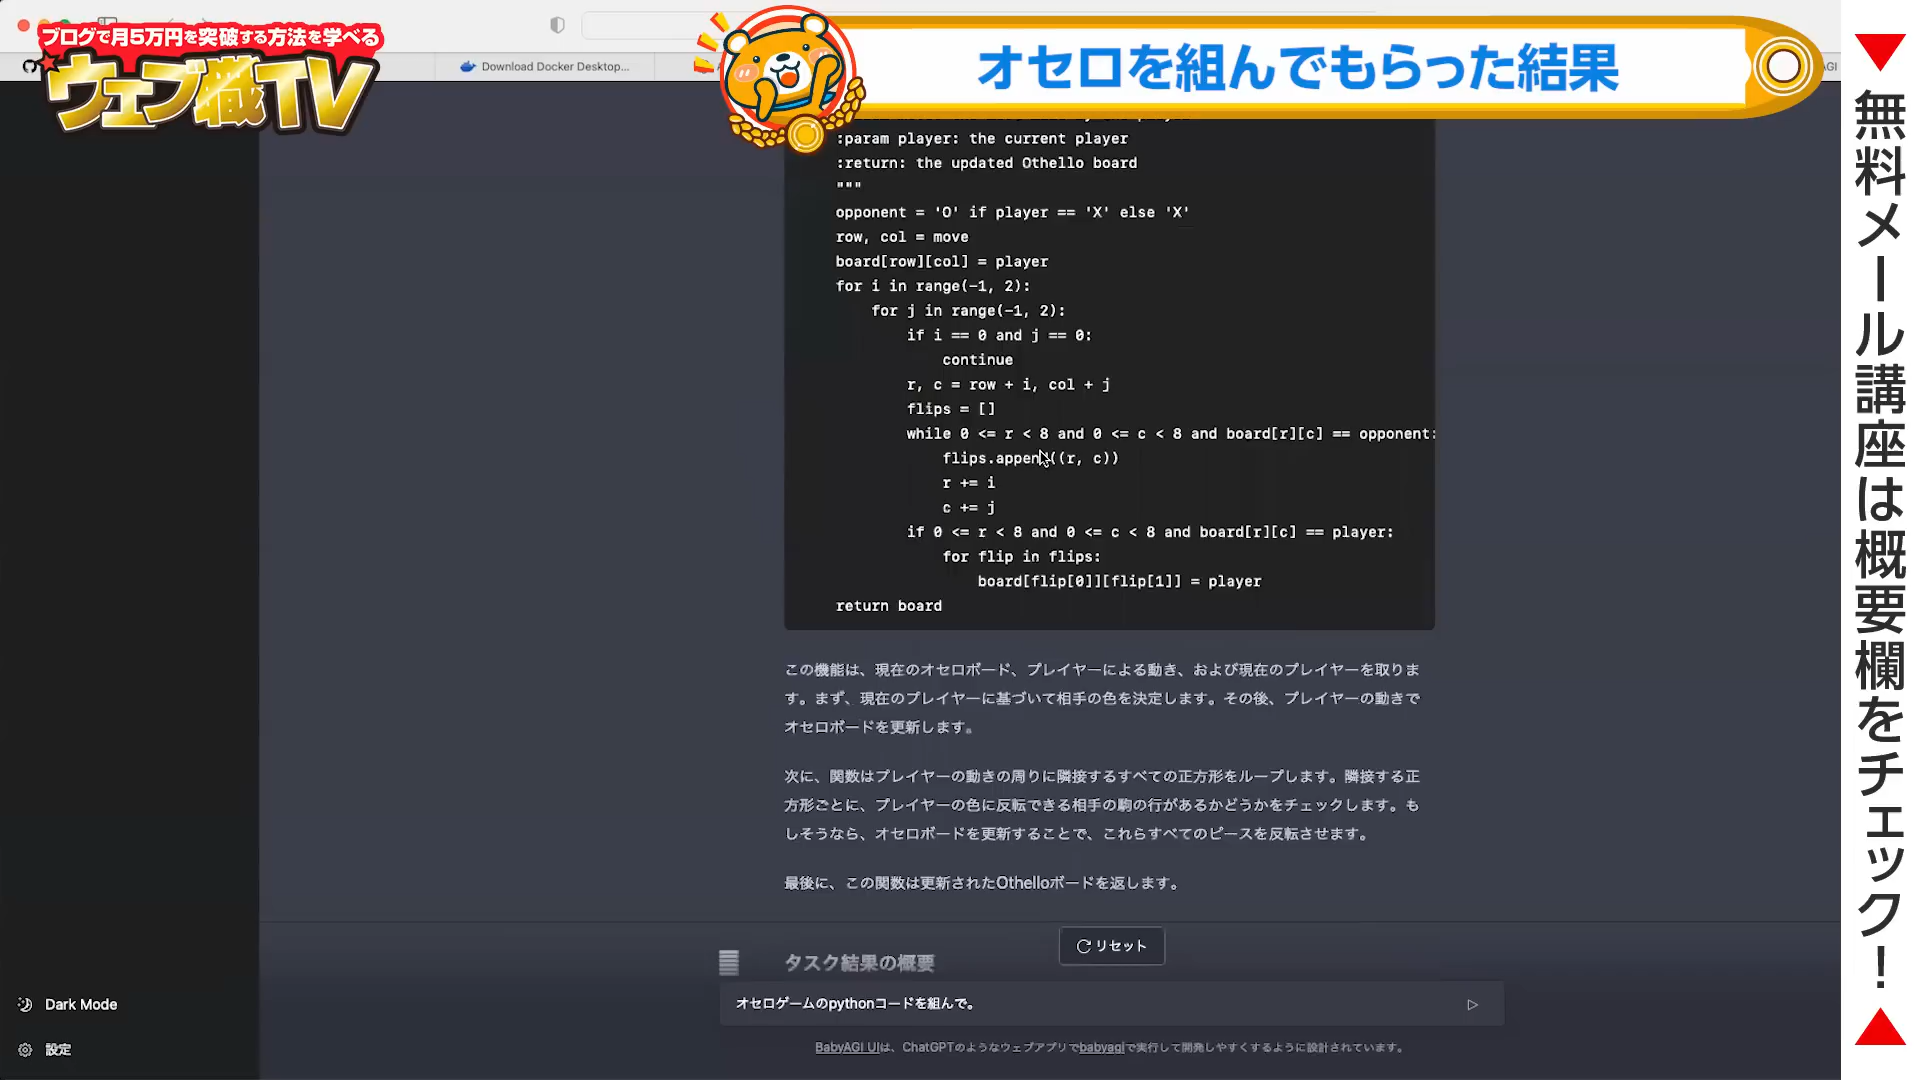 ブログで月5万円を突破する方法を学べる
ウェブ職TV
Download Docker Desktop...
オセロを組んでもらった結果
:param player: the current player
:return: the updated Othello board
"""
opponent = 'O' if player == 'X' else 'X'
row, col = move
board[row][col] = player
for i in range(-1, 2):
for j in range(-1, 2):
if i == 0 and j == 0:
continue
r, c = row + i, col + j
flips = []
while 0 <= r < 8 and 0 <= c < 8 and board[r][c] == opponent:
flips.append((r, c))
r += i
c += j
if 0 <= r < 8 and 0 <= c < 8 and board[r][c] == player:
for flip in flips:
board[flip[0]][flip[1]] = player
return board
この機能は、現在のオセロボード、プレイヤーによる動き、および現在のプレイヤーを取りま
す。まず、現在のプレイヤーに基づいて相手の色を決定します。その後、プレイヤーの動きで
オセロボードを更新します。
次に、関数はプレイヤーの動きの周りに隣接するすべての正方形をループします。隣接する正
方形ごとに、プレイヤーの色に反転できる相手の駒の行があるかどうかをチェックします。も
しそうなら、オセロボードを更新することで、これらすべてのピースを反転させます。
最後に、この関数は更新されたOthelloボードを返します。
リセット
タスク結果の概要
オセロゲームのpythonコードを組んで。
BabyAGI UIは、ChatGPTのようなウェブアプリでbabyagiで実行して開発しやすくするように設計されています。
Dark Mode
設定
無料メール講座は概要欄をチェック！